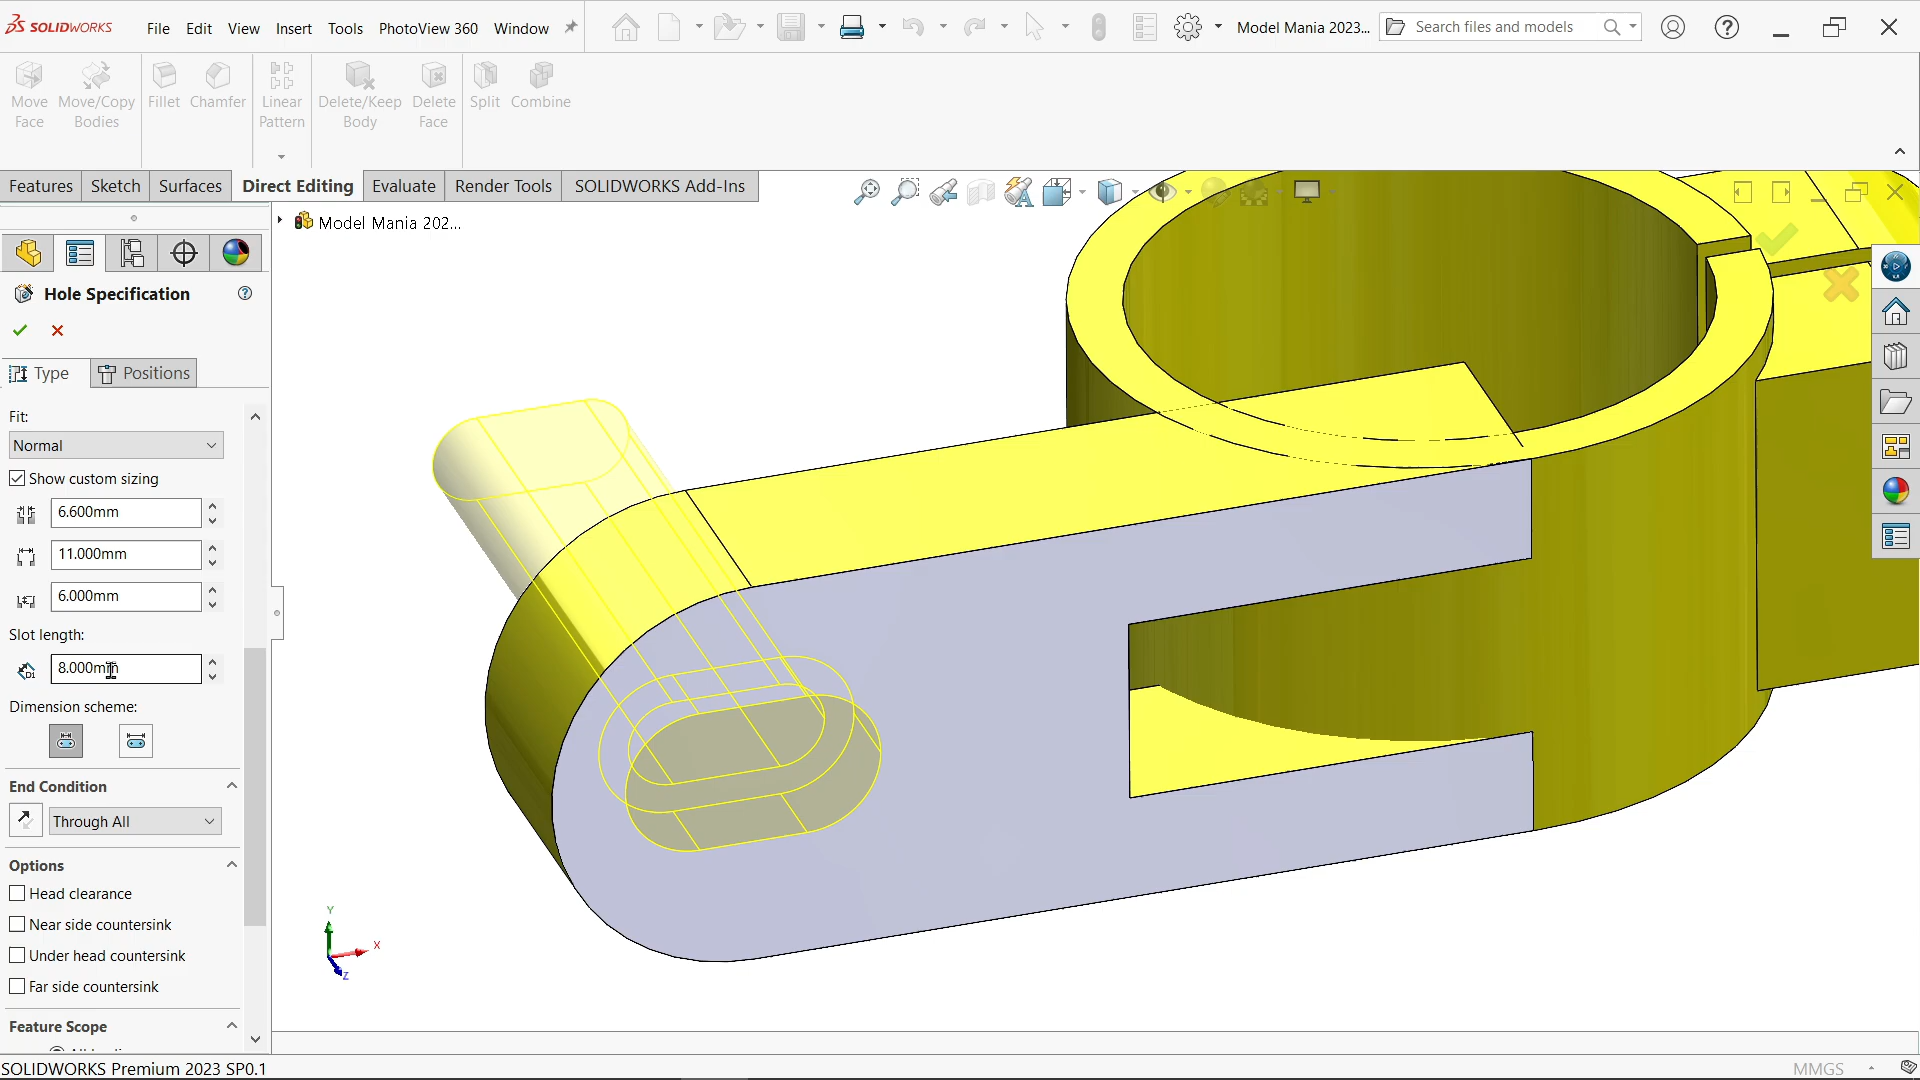 SOLIDWORKS File Edit View Insert Tools PhotoView 360 Window Model Mania 2023... Search files and models
Move Face
Move/Copy Bodies
Fillet
Chamfer
Linear Pattern
Delete/Keep Body
Delete Face
Split
Combine
Features Sketch Surfaces Direct Editing Evaluate Render Tools SOLIDWORKS Add-Ins
Model Mania 202...
Hole Specification
Type Positions
Fit:
Normal
Show custom sizing
6.600mm
11.000mm
6.000mm
Slot length:
8.000mm
Dimension scheme:
End Condition
Through All
Options
Head clearance
Near side countersink
Under head countersink
Far side countersink
Feature Scope
Y
X
Z
SOLIDWORKS Premium 2023 SP0.1
MMGS